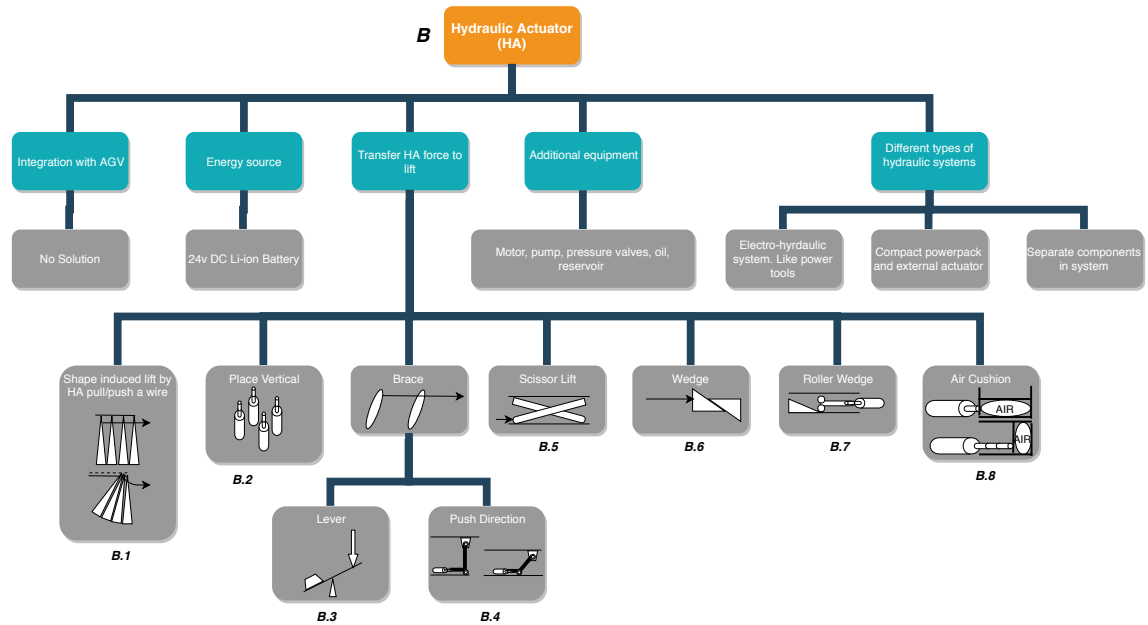 B
Hydraulic Actuator
(HA)
Integration with AGV
Energy source
Transfer HA force to
lift
Additional equipment
Different types of
hydraulic systems
No Solution
24v DC Li-ion Battery
Motor, pump, pressure valves, oil,
reservoir
Electro-hyrdaulic
system. Like power
tools
Compact powerpack
and external actuator
Separate components
in system
Shape induced lift by
HA pull/push a wire
Place Vertical
Brace
Scissor Lift
Wedge
Roller Wedge
Air Cushion
AIR
AIR
B.2
B.5
B.6
B.7
B.8
Lever
Push Direction
B.1
B.3
B.4